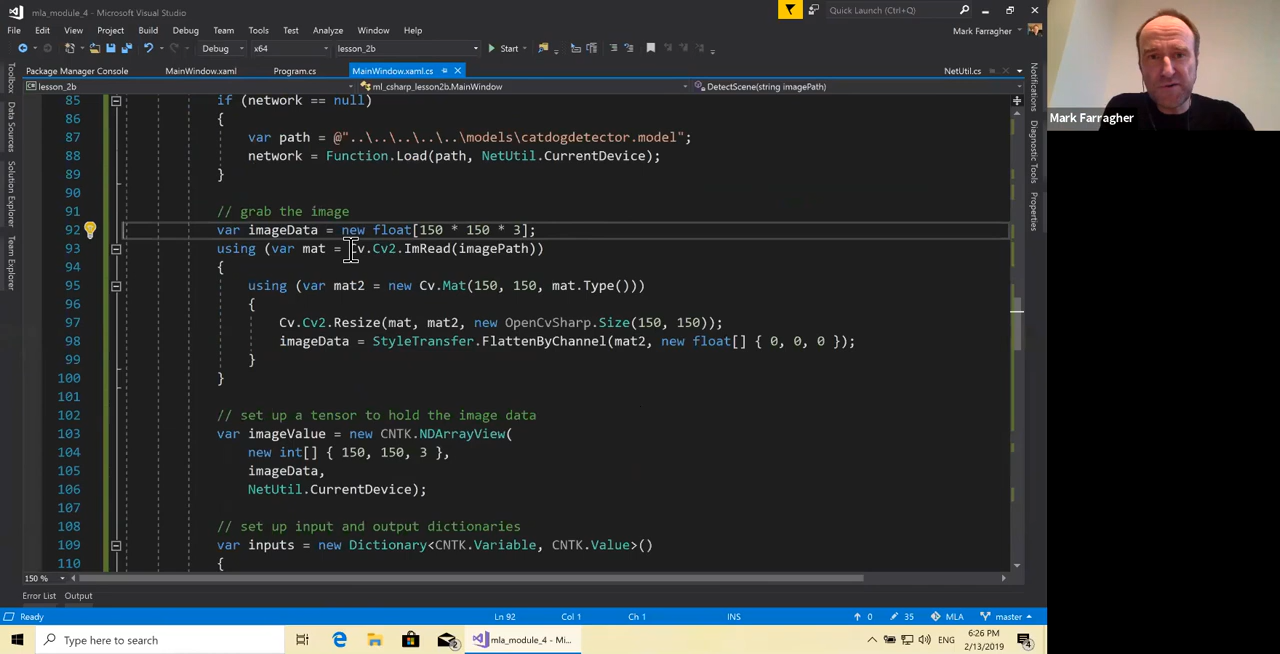 mla_module_4 - Microsoft Visual Studio
Quick Launch (Ctrl+Q)
File Edit View Project Build Debug Team Tools Test Analyze Window Help
Mark Farragher
Debug x64 lesson_2b Start
Package Manager Console MainWindow.xaml Program.cs MainWindow.xaml.cs NetUtil.cs
lesson_2b ml_csharp_lesson2b.MainWindow DetectScene(string imagePath)
Toolbox
Data Sources
Solution Explorer
Server Explorer
Notifications
Diagnostic Tools
Properties
85 if (network == null)
86 {
87 var path = @"..\..\..\..\..\models\catdogdetector.model";
88 network = Function.Load(path, NetUtil.CurrentDevice);
89 }
90
91 // grab the image
92 var imageData = new float[150 * 150 * 3];
93 using (var mat = Cv.Cv2.ImRead(imagePath))
94 {
95 using (var mat2 = new Cv.Mat(150, 150, mat.Type()))
96 {
97 Cv.Cv2.Resize(mat, mat2, new OpenCvSharp.Size(150, 150));
98 imageData = StyleTransfer.FlattenByChannel(mat2, new float[] { 0, 0, 0 });
99 }
100 }
101
102 // set up a tensor to hold the image data
103 var imageValue = new CNTK.NDArrayView(
104 new int[] { 150, 150, 3 },
105 imageData,
106 NetUtil.CurrentDevice);
107
108 // set up input and output dictionaries
109 var inputs = new Dictionary<CNTK.Variable, CNTK.Value>()
110 {
150 %
Error List Output
Ready Ln 92 Col 1 Ch 1 INS 0 35 MLA master
Type here to search
mla_module_4 - Mi...
ENG
6:26 PM
2/13/2019
Mark Farragher